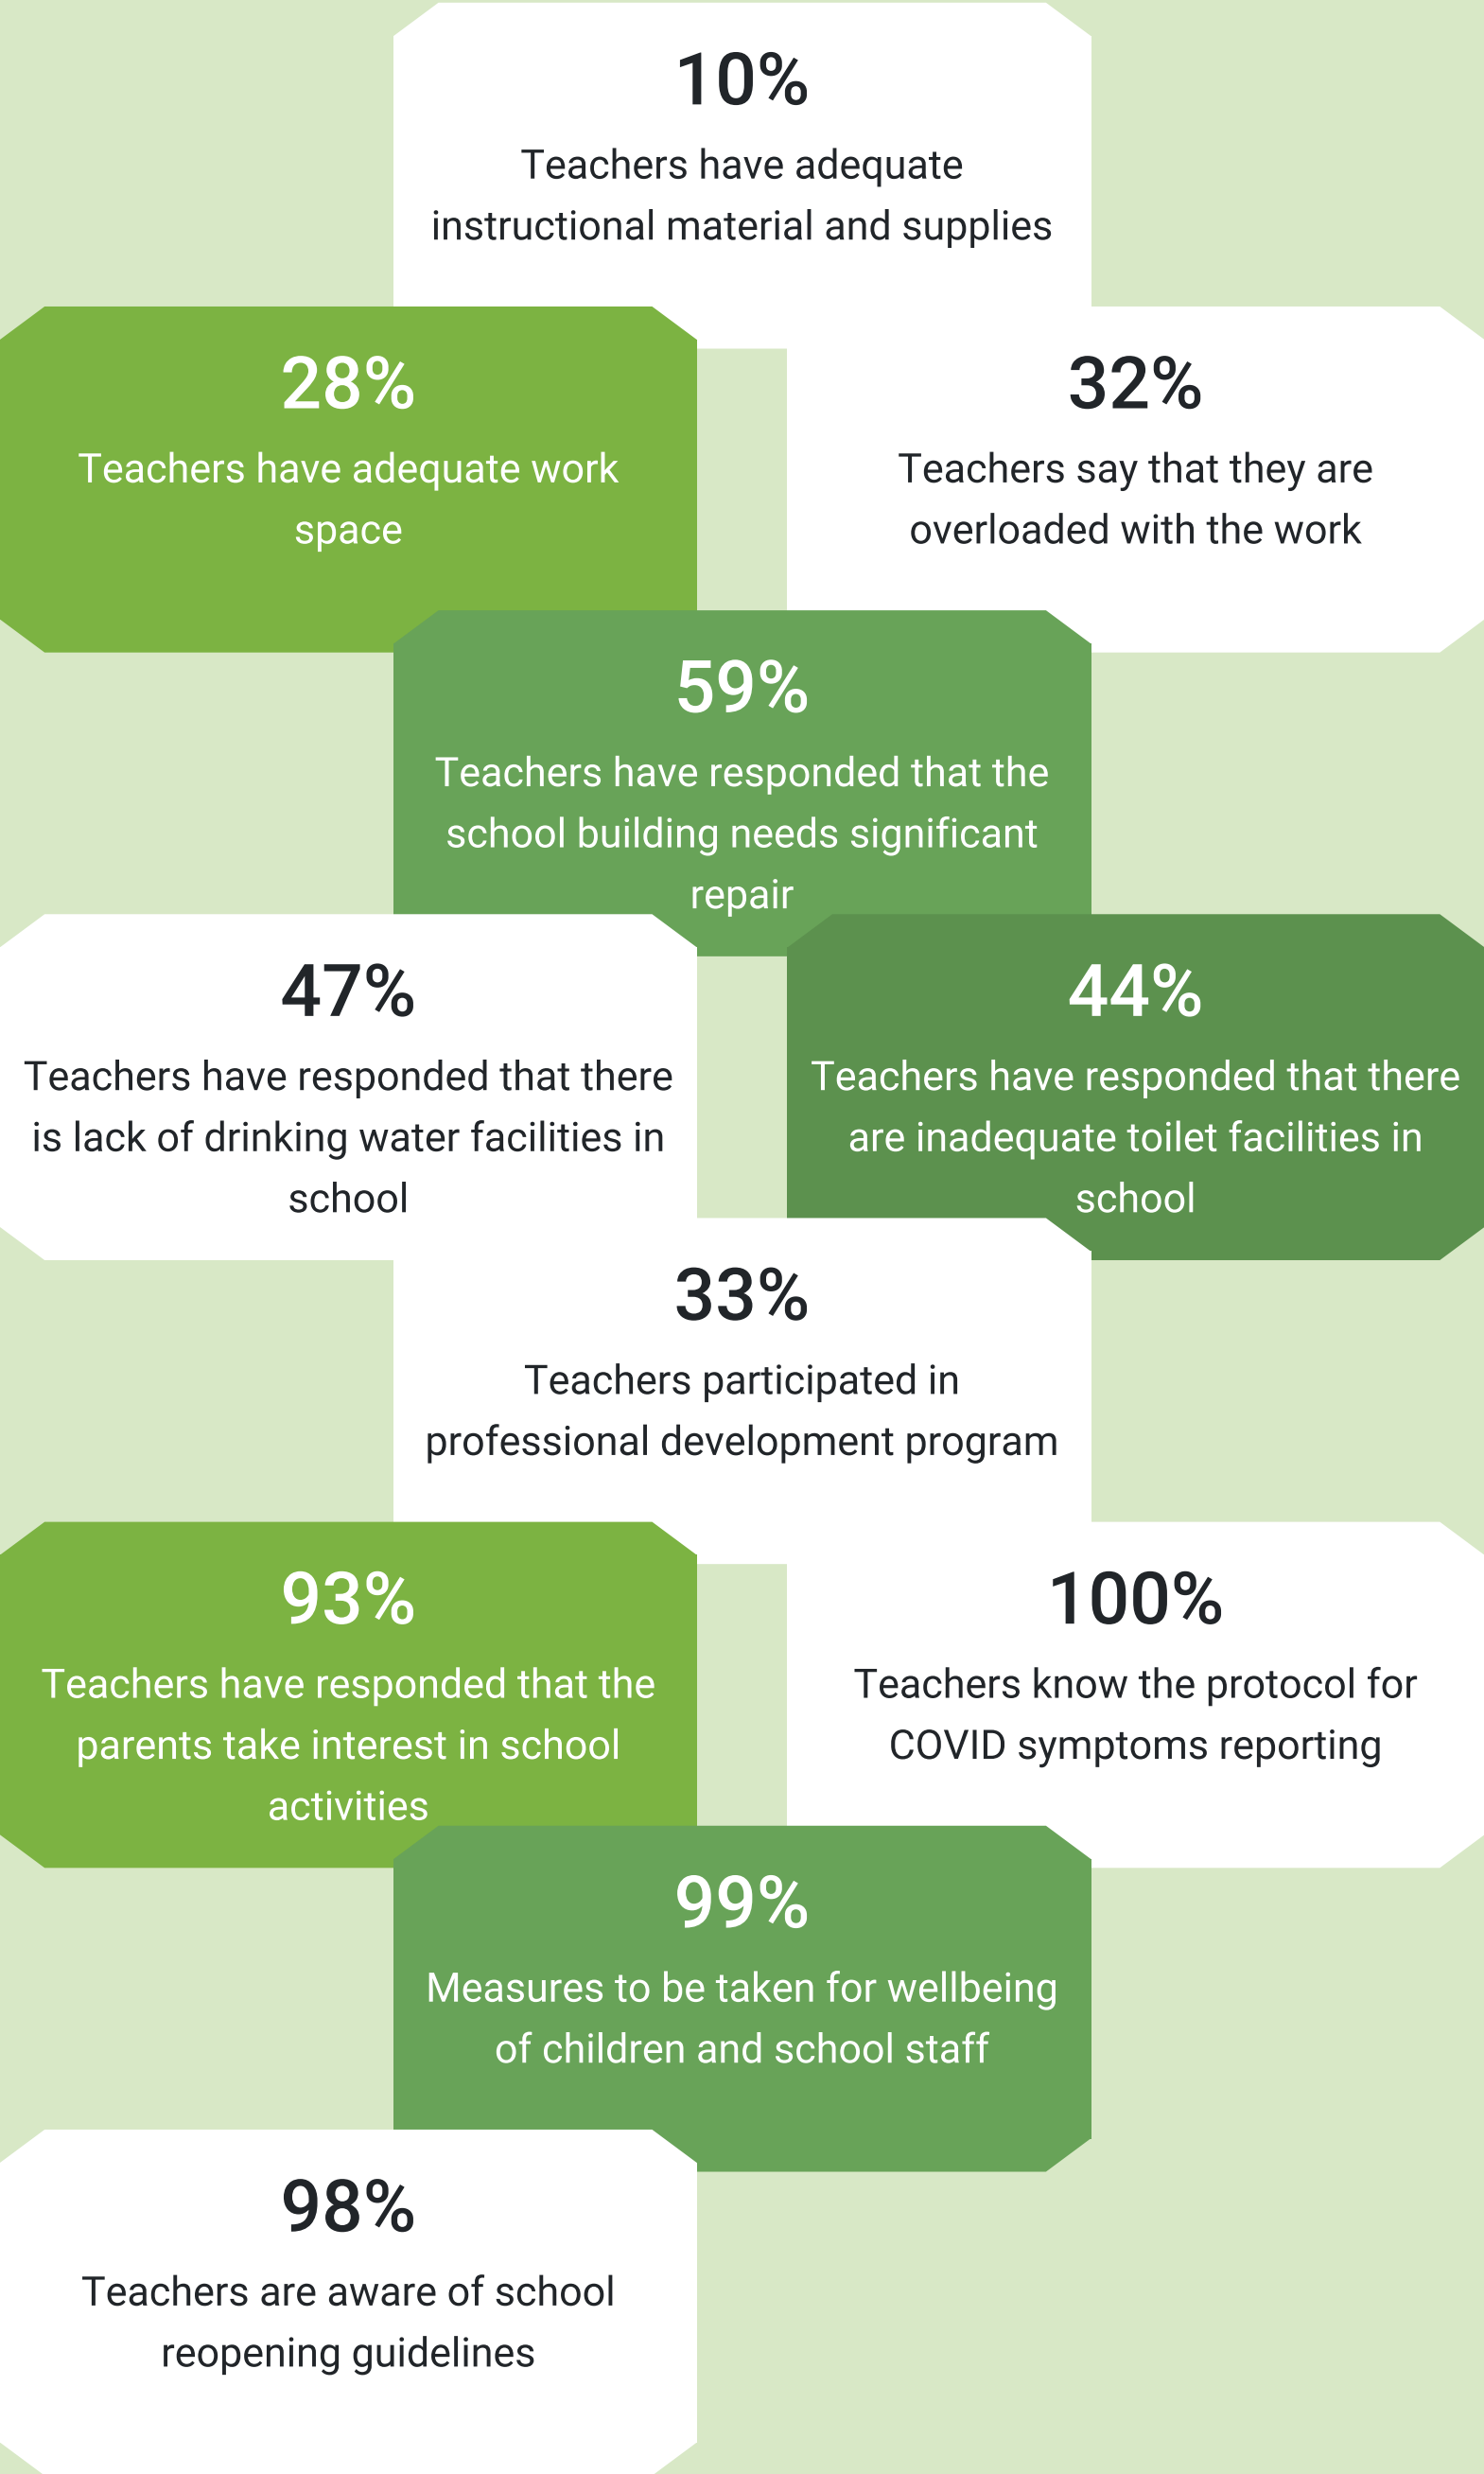 10%
Teachers have adequate
instructional material and supplies
28%
Teachers have adequate work
space
32%
Teachers say that they are
overloaded with the work
59%
Teachers have responded that the
school building needs significant
repair
47%
Teachers have responded that there
is lack of drinking water facilities in
school
44%
Teachers have responded that there
are inadequate toilet facilities in
school
33%
Teachers participated in
professional development program
93%
Teachers have responded that the
parents take interest in school
activities
100%
Teachers know the protocol for
COVID symptoms reporting
99%
Measures to be taken for wellbeing
of children and school staff
98%
Teachers are aware of school
reopening guidelines